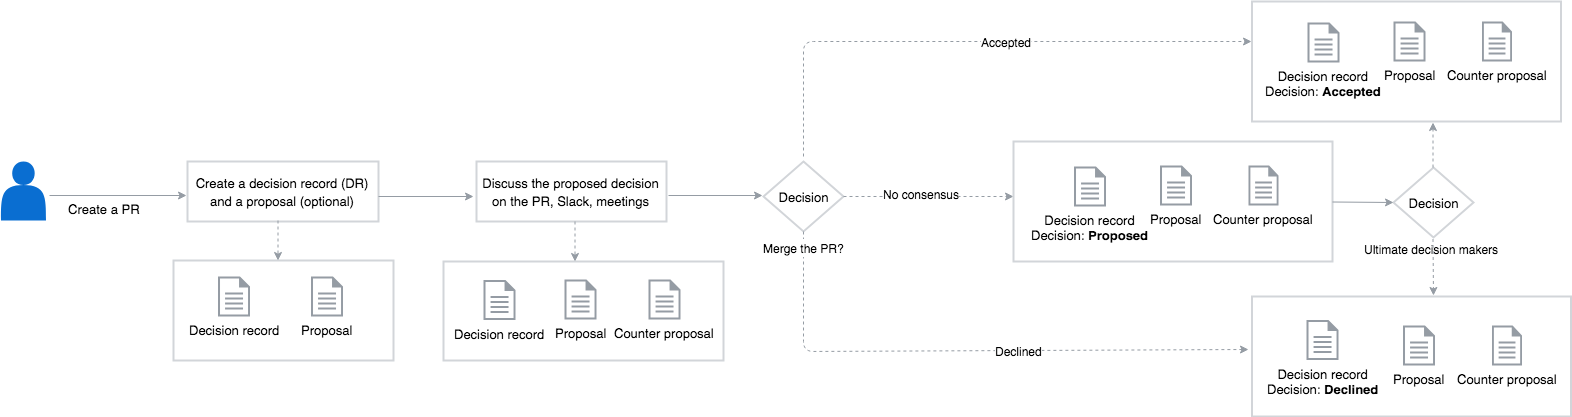 Create a PR
Create a decision record (DR)
and a proposal (optional)
Decision record
Proposal
Discuss the proposed decision
on the PR, Slack, meetings
Decision record
Proposal
Counter proposal
Decision
Merge the PR?
Accepted
No consensus
Declined
Decision record
Decision: Accepted
Proposal
Counter proposal
Decision record
Decision: Proposed
Proposal
Counter proposal
Decision
Ultimate decision makers
Decision record
Decision: Declined
Proposal
Counter proposal